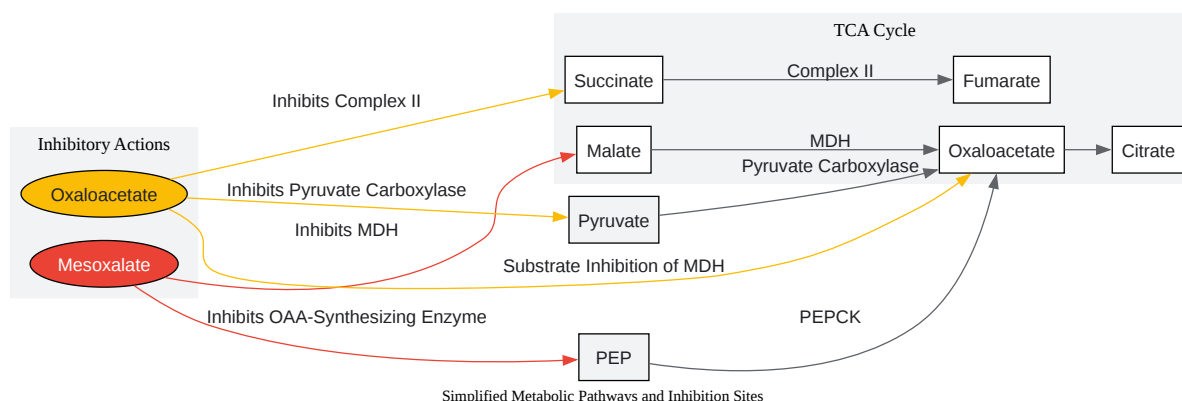 TCA Cycle
Succinate
Complex II
Fumarate
Inhibits Complex II
Inhibitory Actions
Malate
MDH
Oxaloacetate
Citrate
Pyruvate Carboxylase
Oxaloacetate
Inhibits Pyruvate Carboxylase
Pyruvate
Inhibits MDH
Mesoxalate
Substrate Inhibition of MDH
Inhibits OAA-Synthesizing Enzyme
PEPCK
PEP
Simplified Metabolic Pathways and Inhibition Sites